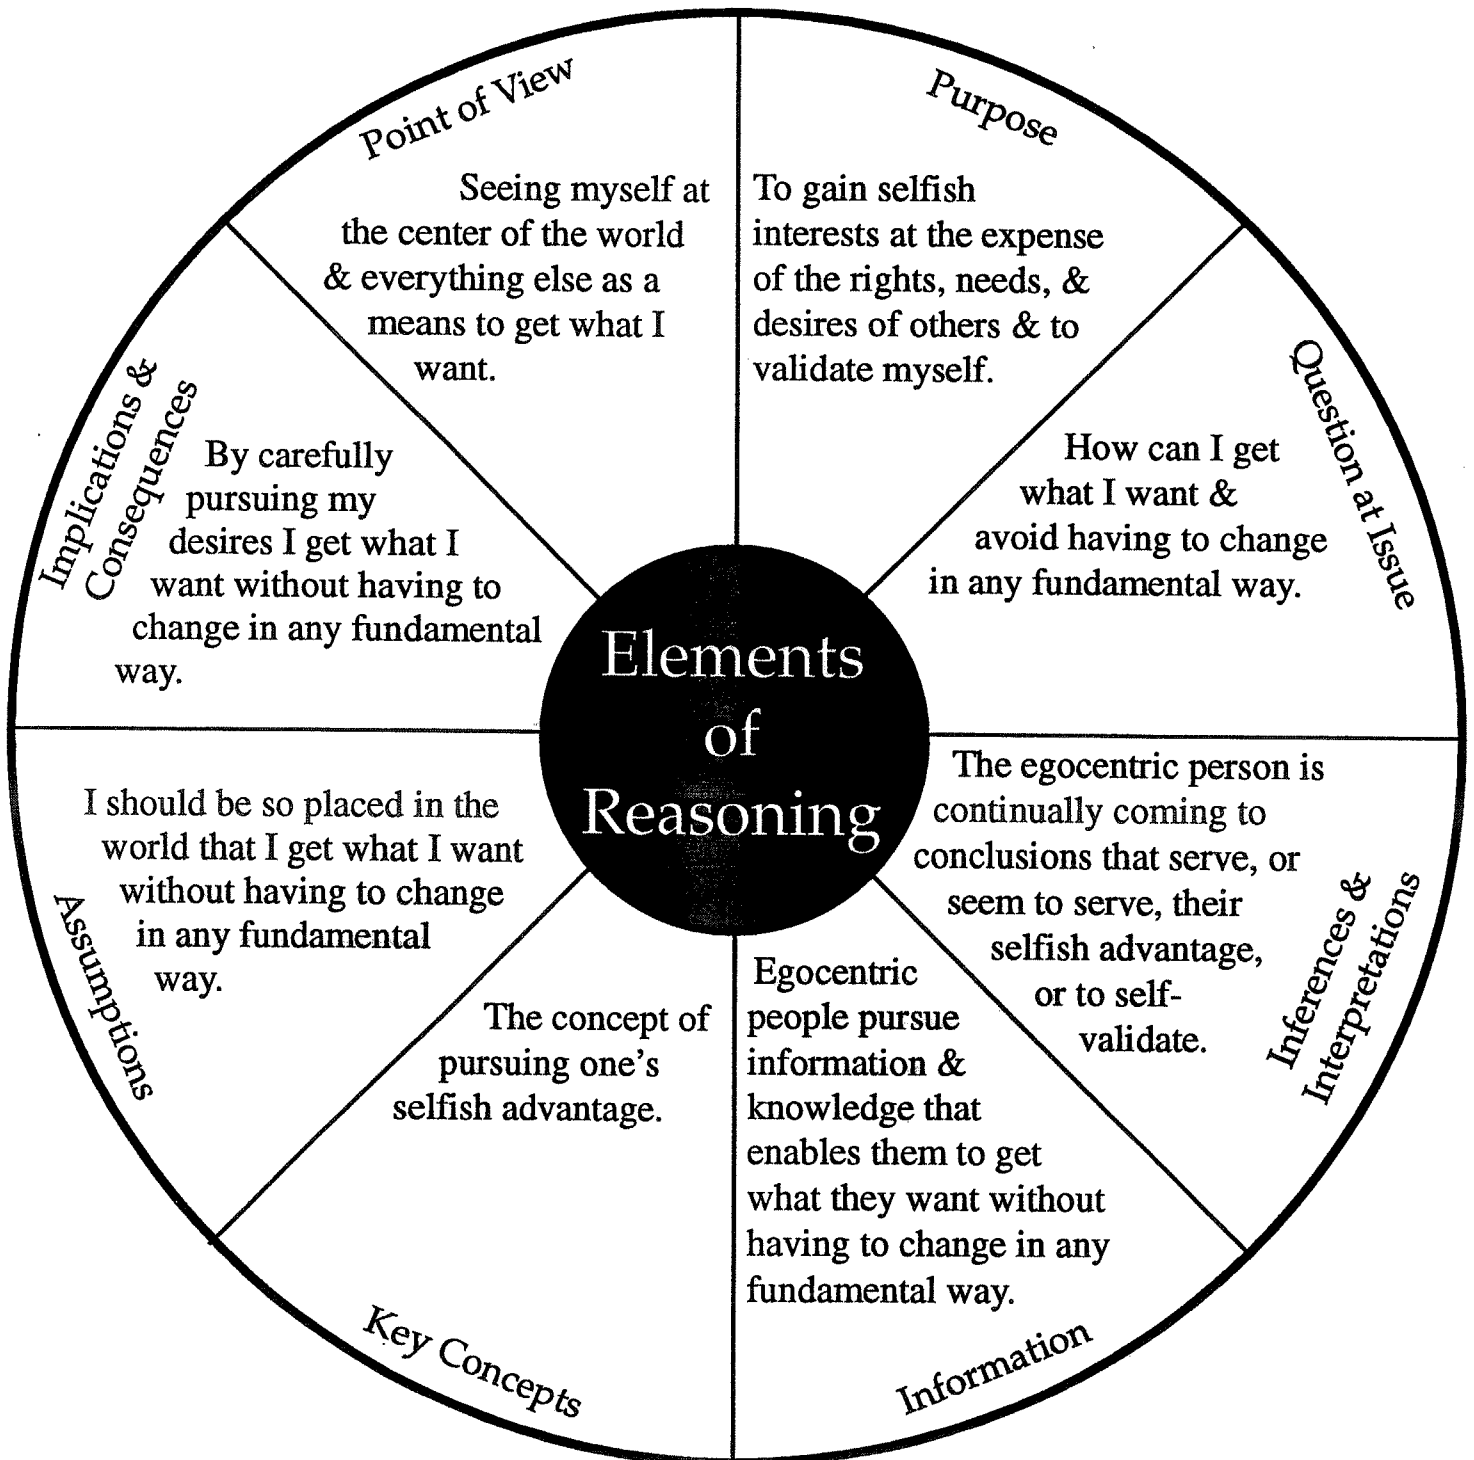 Point of View
Seeing myself at
the center of the world
& everything else as a
means to get what I
want.
Purpose
To gain selfish
interests at the expense
of the rights, needs, &
desires of others & to
validate myself.
Question at Issue
How can I get
what I want &
avoid having to change
in any fundamental way.
Inferences &
Interpretations
The egocentric person is
continually coming to
conclusions that serve, or
seem to serve, their
selfish advantage,
or to self-
validate.
Information
Egocentric
people pursue
information &
knowledge that
enables them to get
what they want without
having to change in any
fundamental way.
Key Concepts
The concept of
pursuing one’s
selfish advantage.
Assumptions
I should be so placed in the
world that I get what I want
without having to change
in any fundamental
way.
Implications &
Consequences
By carefully
pursuing my
desires I get what I
want without having to
change in any fundamental
way.
Elements
of
Reasoning